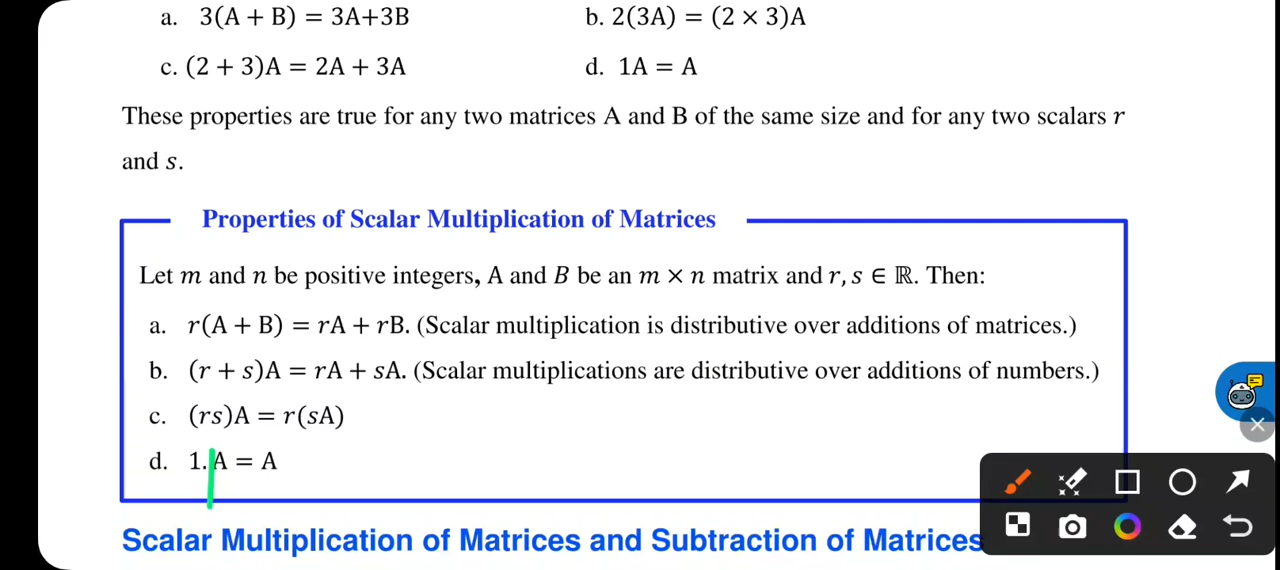 a. 3(A + B) = 3A+3B b. 2(3A) = (2 × 3)A
c. (2 + 3)A = 2A + 3A d. 1A = A
These properties are true for any two matrices A and B of the same size and for any two scalars r
and s.
Properties of Scalar Multiplication of Matrices
Let m and n be positive integers, A and B be an m × n matrix and r, s ∈ ℝ. Then:
a. r(A + B) = rA + rB. (Scalar multiplication is distributive over additions of matrices.)
b. (r + s)A = rA + sA. (Scalar multiplications are distributive over additions of numbers.)
c. (rs)A = r(sA)
d. 1.A = A
Scalar Multiplication of Matrices and Subtraction of Matrices